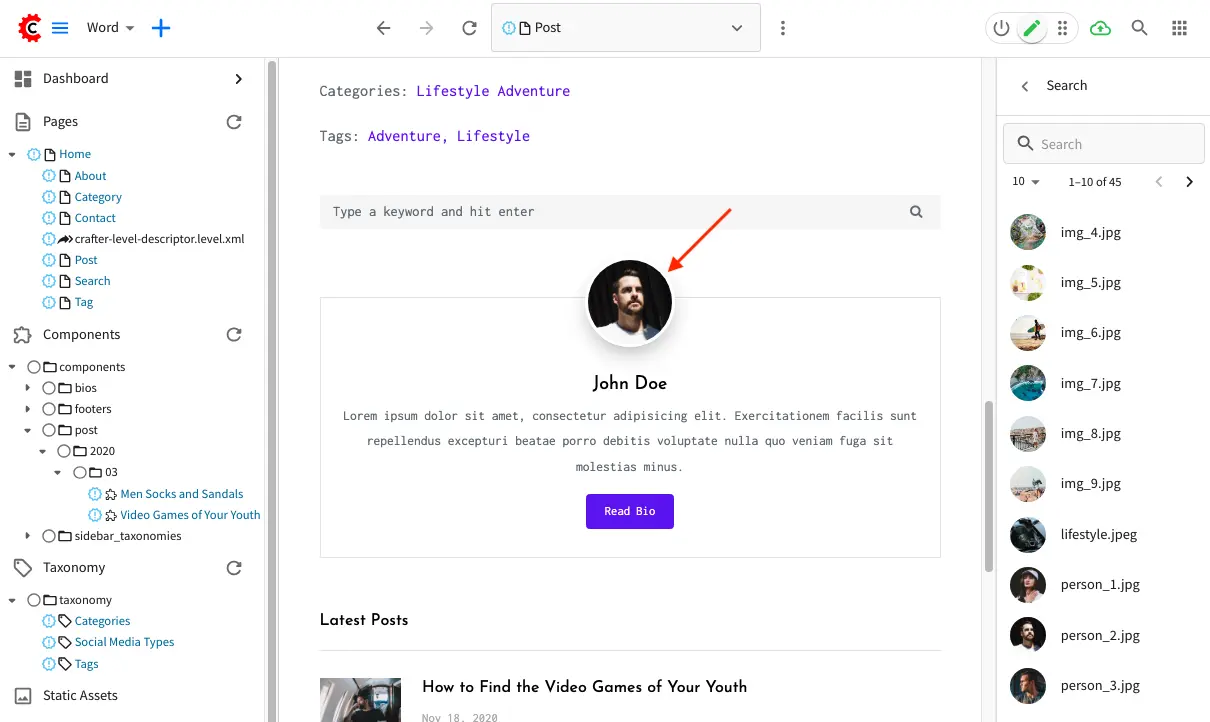 Word
Post
Dashboard
Pages
Home
About
Category
Contact
crafter-level-descriptor.level.xml
Post
Search
Tag
Components
components
bios
footers
post
2020
03
Men Socks and Sandals
Video Games of Your Youth
sidebar_taxonomies
Taxonomy
taxonomy
Categories
Social Media Types
Tags
Static Assets
Categories: Lifestyle Adventure
Tags: Adventure, Lifestyle
Type a keyword and hit enter
John Doe
Lorem ipsum dolor sit amet, consectetur adipisicing elit. Exercitationem facilis sunt
repellendus excepturi beatae porro debitis voluptate nulla quo veniam fuga sit
molestias minus.
Read Bio
Latest Posts
How to Find the Video Games of Your Youth
Nov 18, 2020
Search
Search
10
1–10 of 45
img_4.jpg
img_5.jpg
img_6.jpg
img_7.jpg
img_8.jpg
img_9.jpg
lifestyle.jpeg
person_1.jpg
person_2.jpg
person_3.jpg